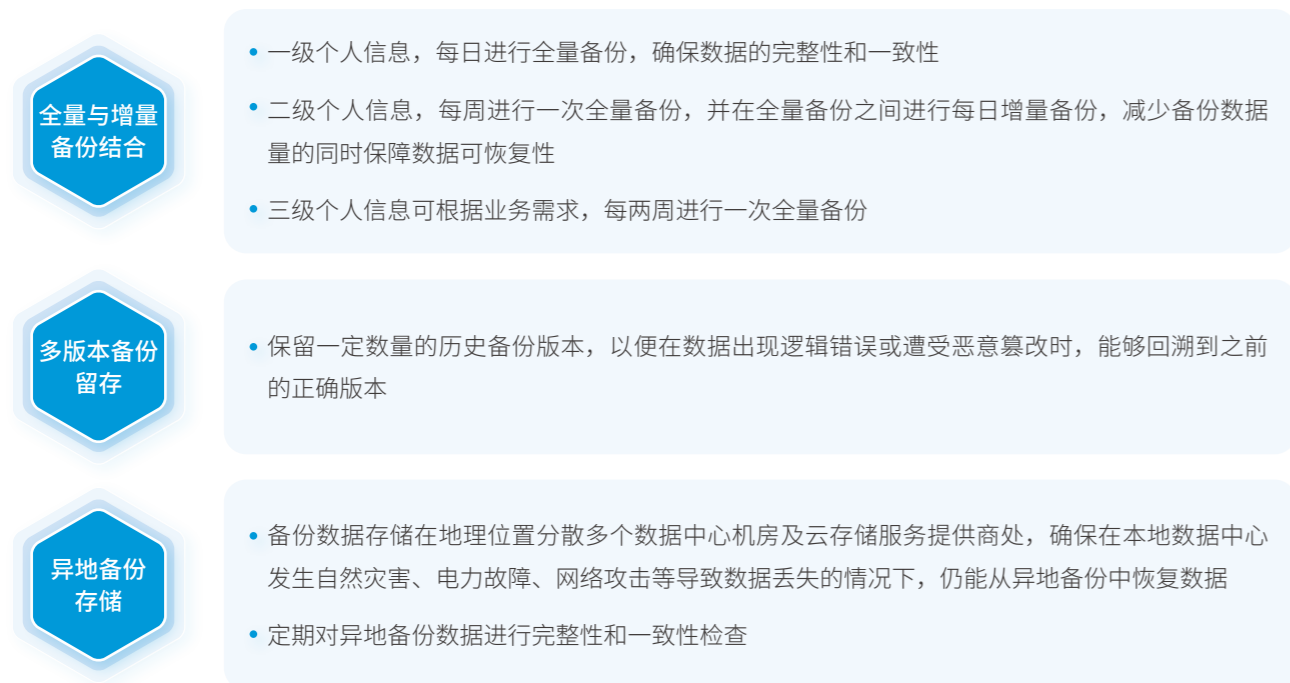 全量与增量
备份结合
一级个人信息，每日进行全量备份，确保数据的完整性和一致性
二级个人信息，每周进行一次全量备份，并在全量备份之间进行每日增量备份，减少备份数据
量的同时保障数据可恢复性
三级个人信息可根据业务需求，每两周进行一次全量备份
多版本备份
留存
保留一定数量的历史备份版本，以便在数据出现逻辑错误或遭受恶意篡改时，能够回溯到之前
的正确版本
异地备份
存储
备份数据存储在地理位置分散多个数据中心机房及云存储服务提供商处，确保在本地数据中心
发生自然灾害、电力故障、网络攻击等导致数据丢失的情况下，仍能从异地备份中恢复数据
定期对异地备份数据进行完整性和一致性检查